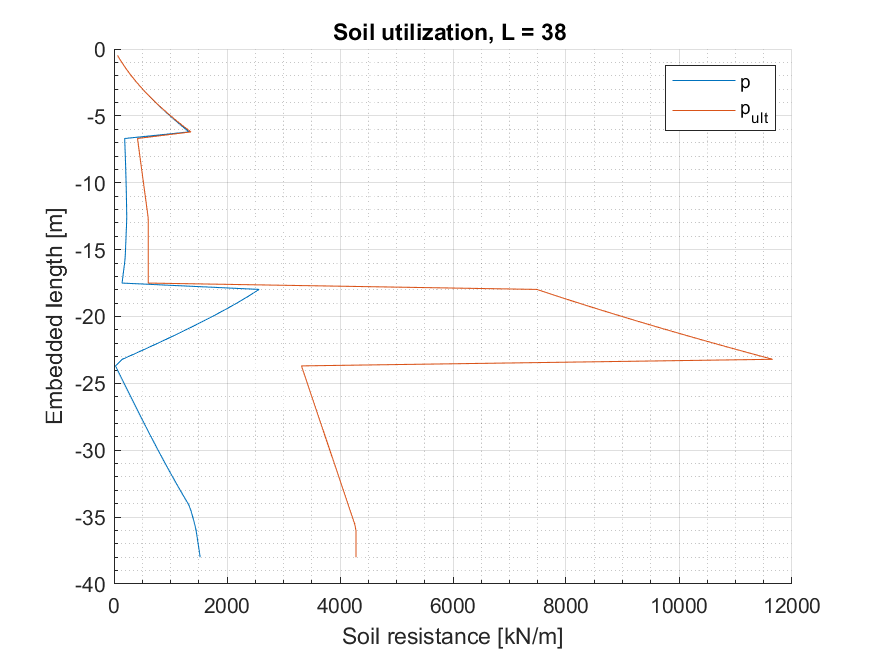 Soil utilization, L = 38
p
p_ult
0
-5
-10
-15
-20
-25
-30
-35
-40
Embedded length [m]
0 2000 4000 6000 8000 10000 12000
Soil resistance [kN/m]